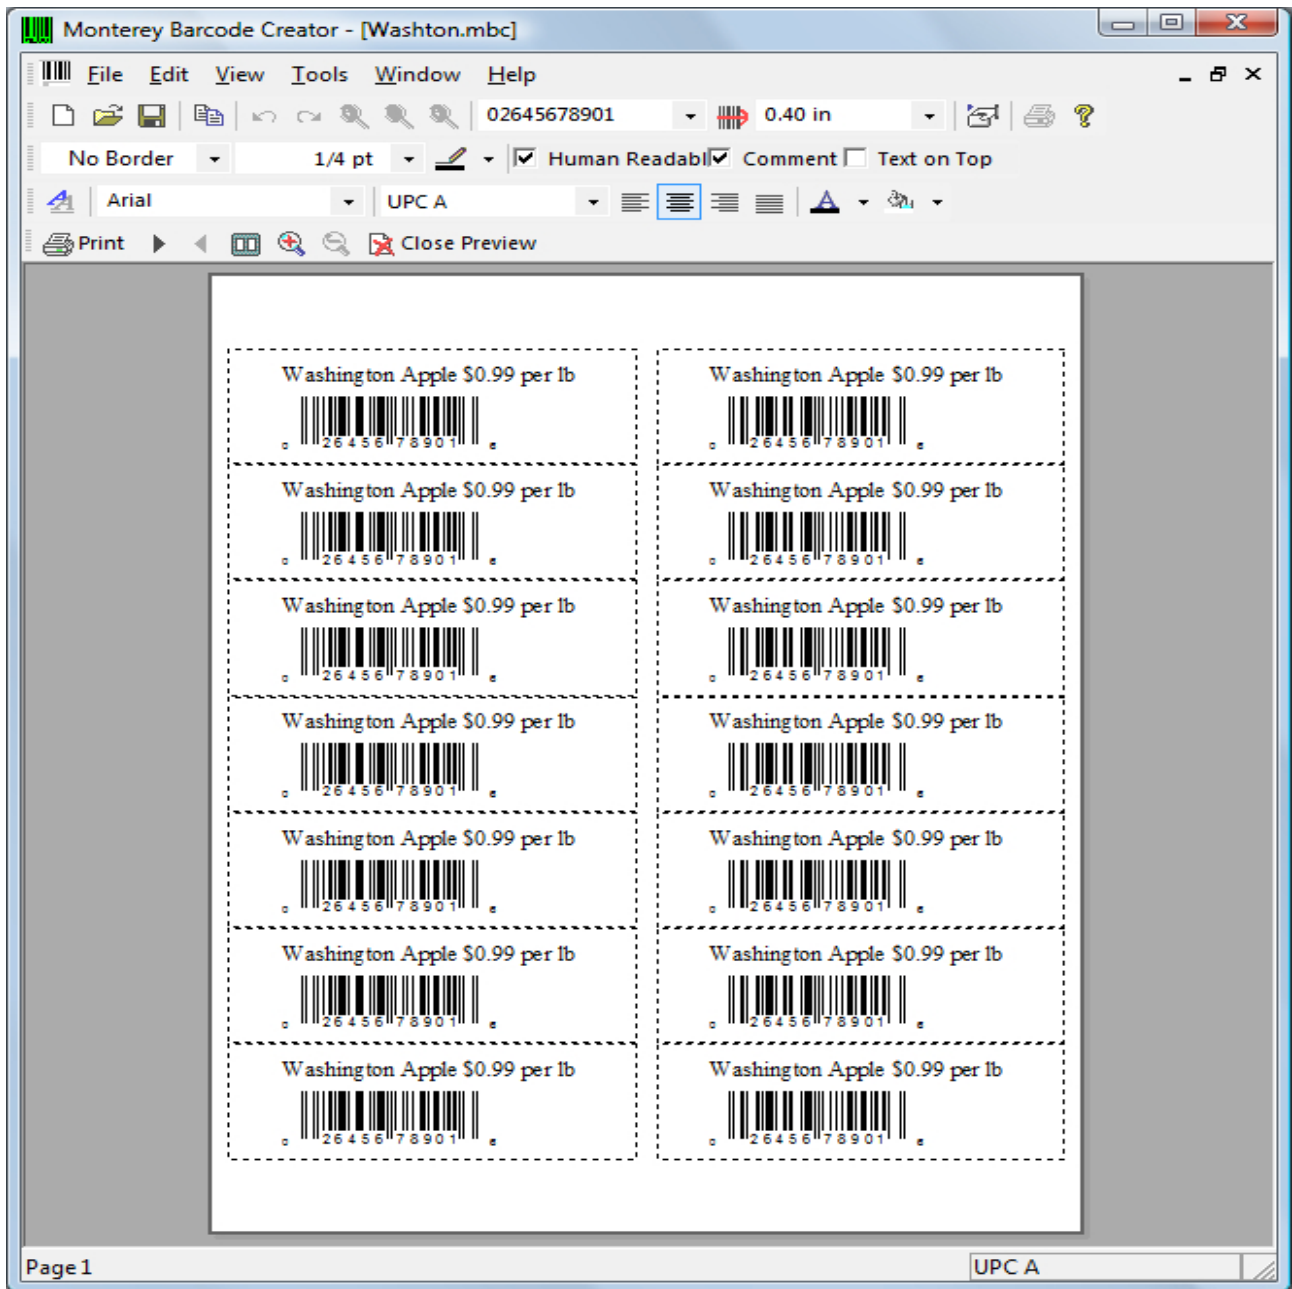 Monterey Barcode Creator - [Washton.mbc]
File Edit View Tools Window Help
02645678901 0.40 in
No Border 1/4 pt Human Readabl Comment Text on Top
Arial UPC A
Print Close Preview
Washington Apple $0.99 per lb Washington Apple $0.99 per lb
26456 78901 26456 78901
Washington Apple $0.99 per lb Washington Apple $0.99 per lb
26456 78901 26456 78901
Washington Apple $0.99 per lb Washington Apple $0.99 per lb
26456 78901 26456 78901
Washington Apple $0.99 per lb Washington Apple $0.99 per lb
26456 78901 26456 78901
Washington Apple $0.99 per lb Washington Apple $0.99 per lb
26456 78901 26456 78901
Washington Apple $0.99 per lb Washington Apple $0.99 per lb
26456 78901 26456 78901
Washington Apple $0.99 per lb Washington Apple $0.99 per lb
26456 78901 26456 78901
Page 1 UPC A